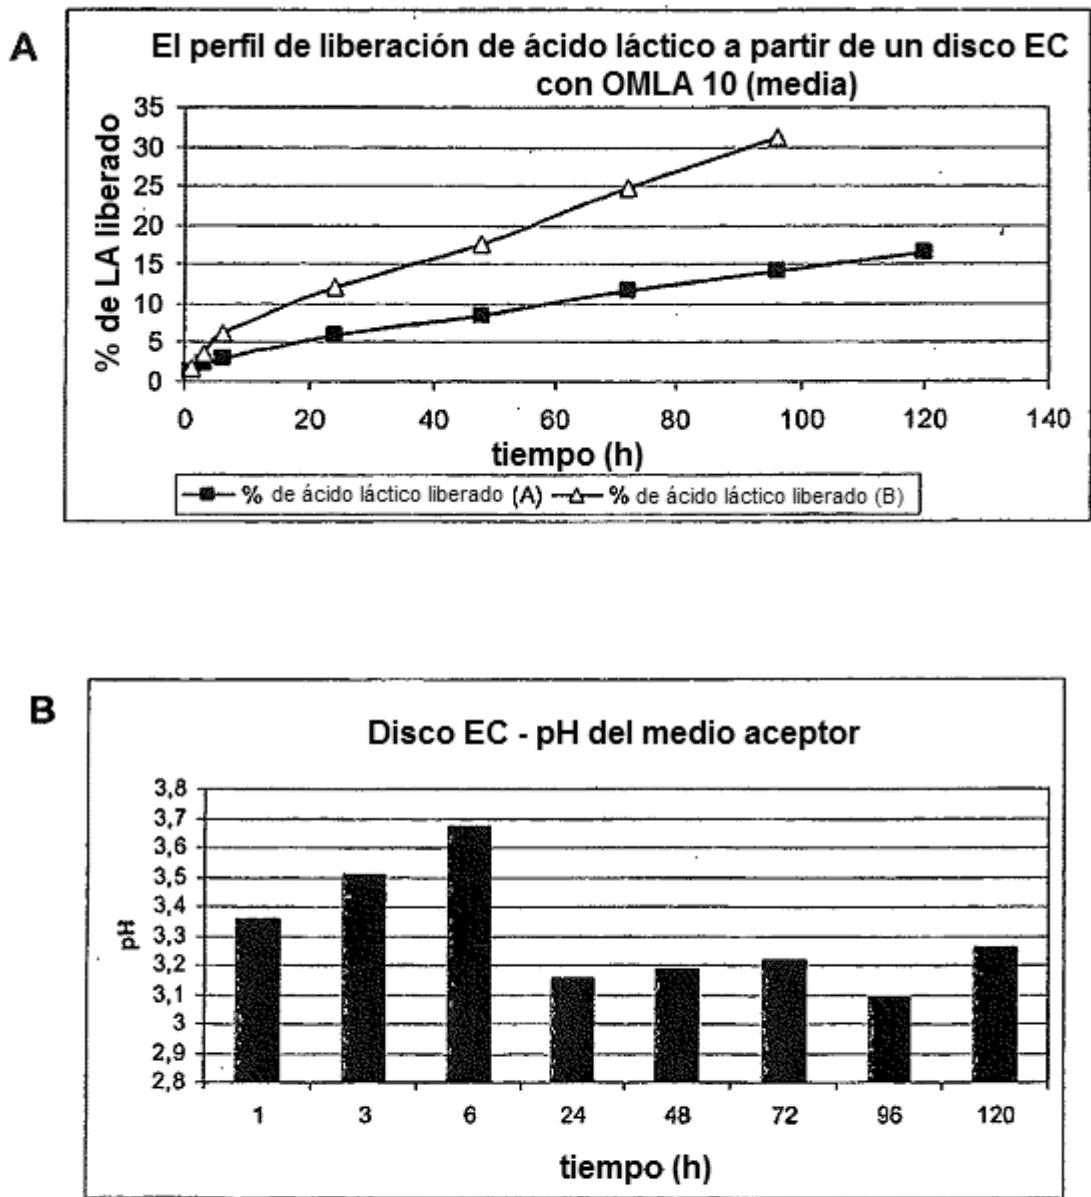 A
El perfil de liberación de ácido láctico a partir de un disco EC
con OMLA 10 (media)
% de LA liberado
35
30
25
20
15
10
5
0
0 20 40 60 80 100 120 140
tiempo (h)
% de ácido láctico liberado (A) % de ácido láctico liberado (B)
B
Disco EC - pH del medio aceptor
pH
3,8
3,7
3,6
3,5
3,4
3,3
3,2
3,1
3
2,9
2,8
1 3 6 24 48 72 96 120
tiempo (h)